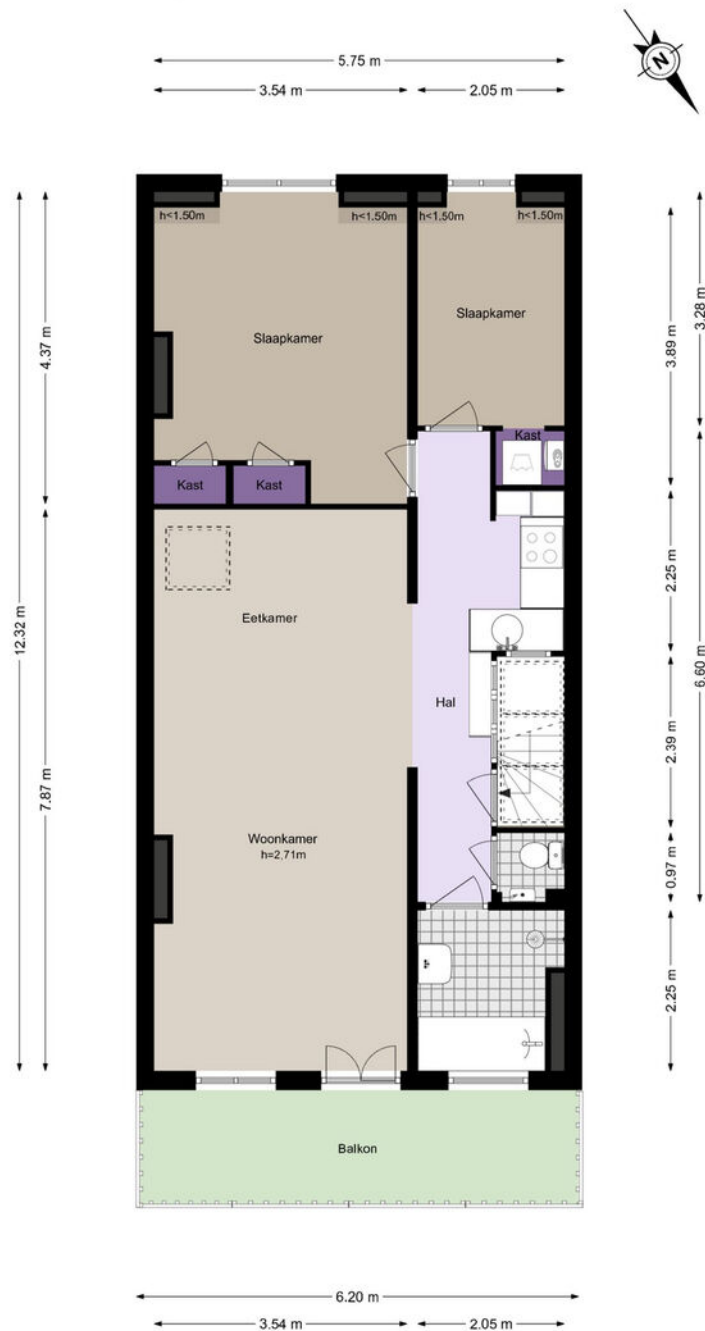 N
5.75 m
3.54 m
2.05 m
h<1.50m
h<1.50m
h<1.50m
h<1.50m
Slaapkamer
Slaapkamer
Kast
Kast
Kast
Eetkamer
Hal
Woonkamer
h=2,71m
Balkon
12.32 m
4.37 m
7.87 m
3.28 m
3.89 m
2.25 m
6.60 m
2.39 m
0.97 m
2.25 m
6.20 m
3.54 m
2.05 m